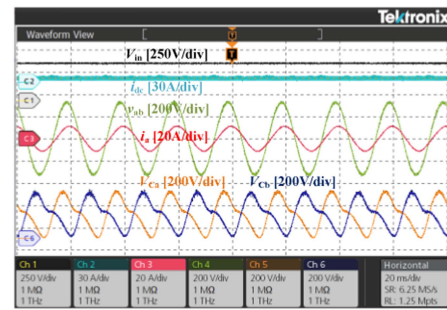 Tektronix
Waveform View
T
T
V_in [250V/div]
C2
i_dc [30A/div]
C1
v_ab [200V/div]
C3
i_a [20A/div]
V_Ca [200V/div]
V_Cb [200V/div]
C6
Ch 1
Ch 2
Ch 3
Ch 4
Ch 5
Ch 6
Horizontal
250 V/div
30 A/div
20 A/div
200 V/div
200 V/div
200 V/div
20 ms/div
1 MΩ
1 MΩ
1 MΩ
1 MΩ
1 MΩ
1 MΩ
SR: 6.25 MS/s
1 THz
1 THz
1 THz
1 THz
1 THz
1 THz
RL: 1.25 Mpts